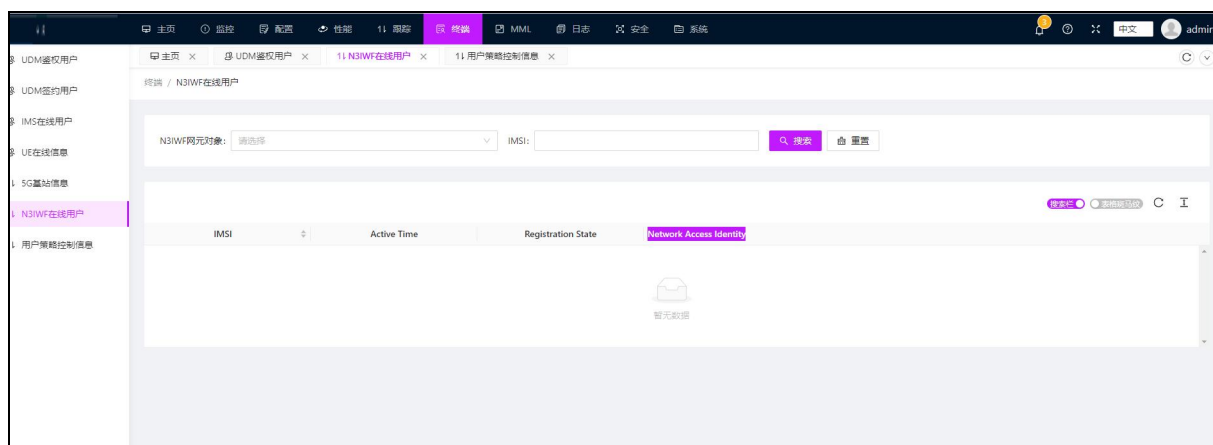 主页 监控 配置 性能 跟踪 终端 MML 日志 安全 系统 3 中文 admin
主页 UDM鉴权用户 N3IWF在线用户 用户策略控制信息
终端 / N3IWF在线用户
UDM鉴权用户
UDM签约用户
IMS在线用户
UE在线信息
5G基站信息
N3IWF在线用户
用户策略控制信息
N3IWF网元对象: 请选择 IMSI: 搜索 重置
搜索栏 表格斑马纹
IMSI Active Time Registration State Network Access Identity
暂无数据